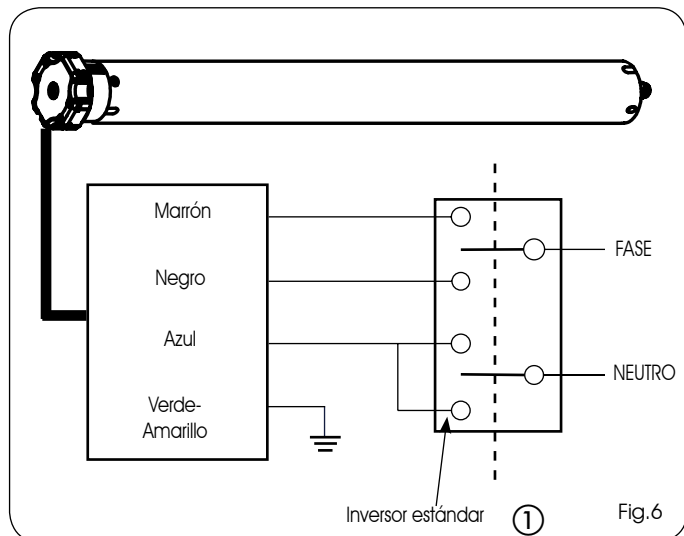 Marrón
FASE
Negro
Azul
NEUTRO
Verde-
Amarillo
Inversor estándar
①
Fig.6